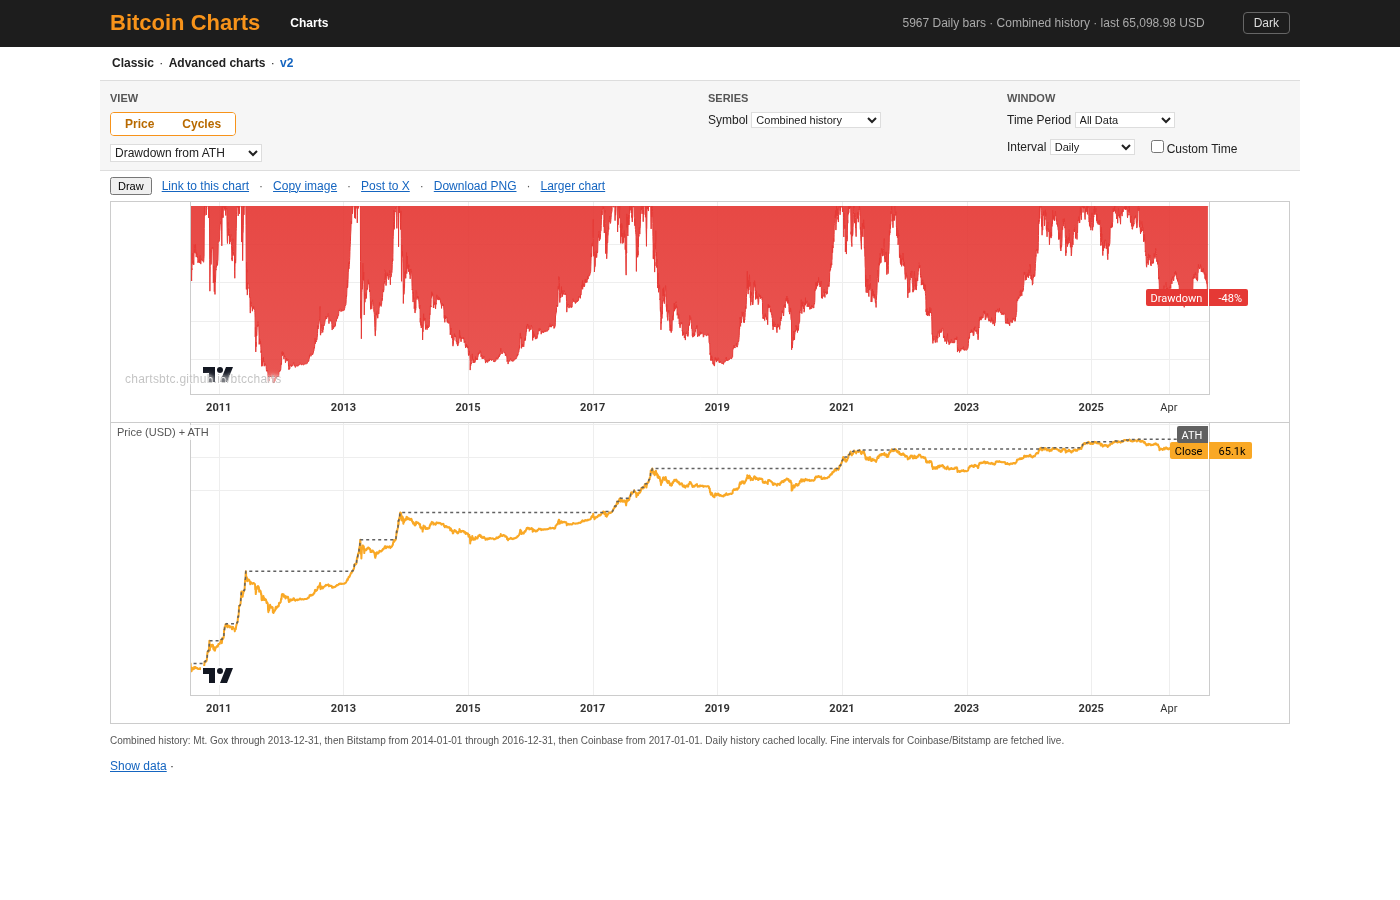 Bitcoin Charts
Charts
5967 Daily bars · Combined history · last 65,098.98 USD
Dark
Classic · Advanced charts · v2
VIEW
Price Cycles
Drawdown from ATH
SERIES
Symbol Combined history
WINDOW
Time Period All Data
Interval Daily Custom Time
Draw Link to this chart · Copy image · Post to X · Download PNG · Larger chart
Drawdown -48%
chartsbtc.github.io/btccharts
2011 2013 2015 2017 2019 2021 2023 2025 Apr
Price (USD) + ATH
ATH
Close 65.1k
2011 2013 2015 2017 2019 2021 2023 2025 Apr
Combined history: Mt. Gox through 2013-12-31, then Bitstamp from 2014-01-01 through 2016-12-31, then Coinbase from 2017-01-01. Daily history cached locally. Fine intervals for Coinbase/Bitstamp are fetched live.
Show data ·